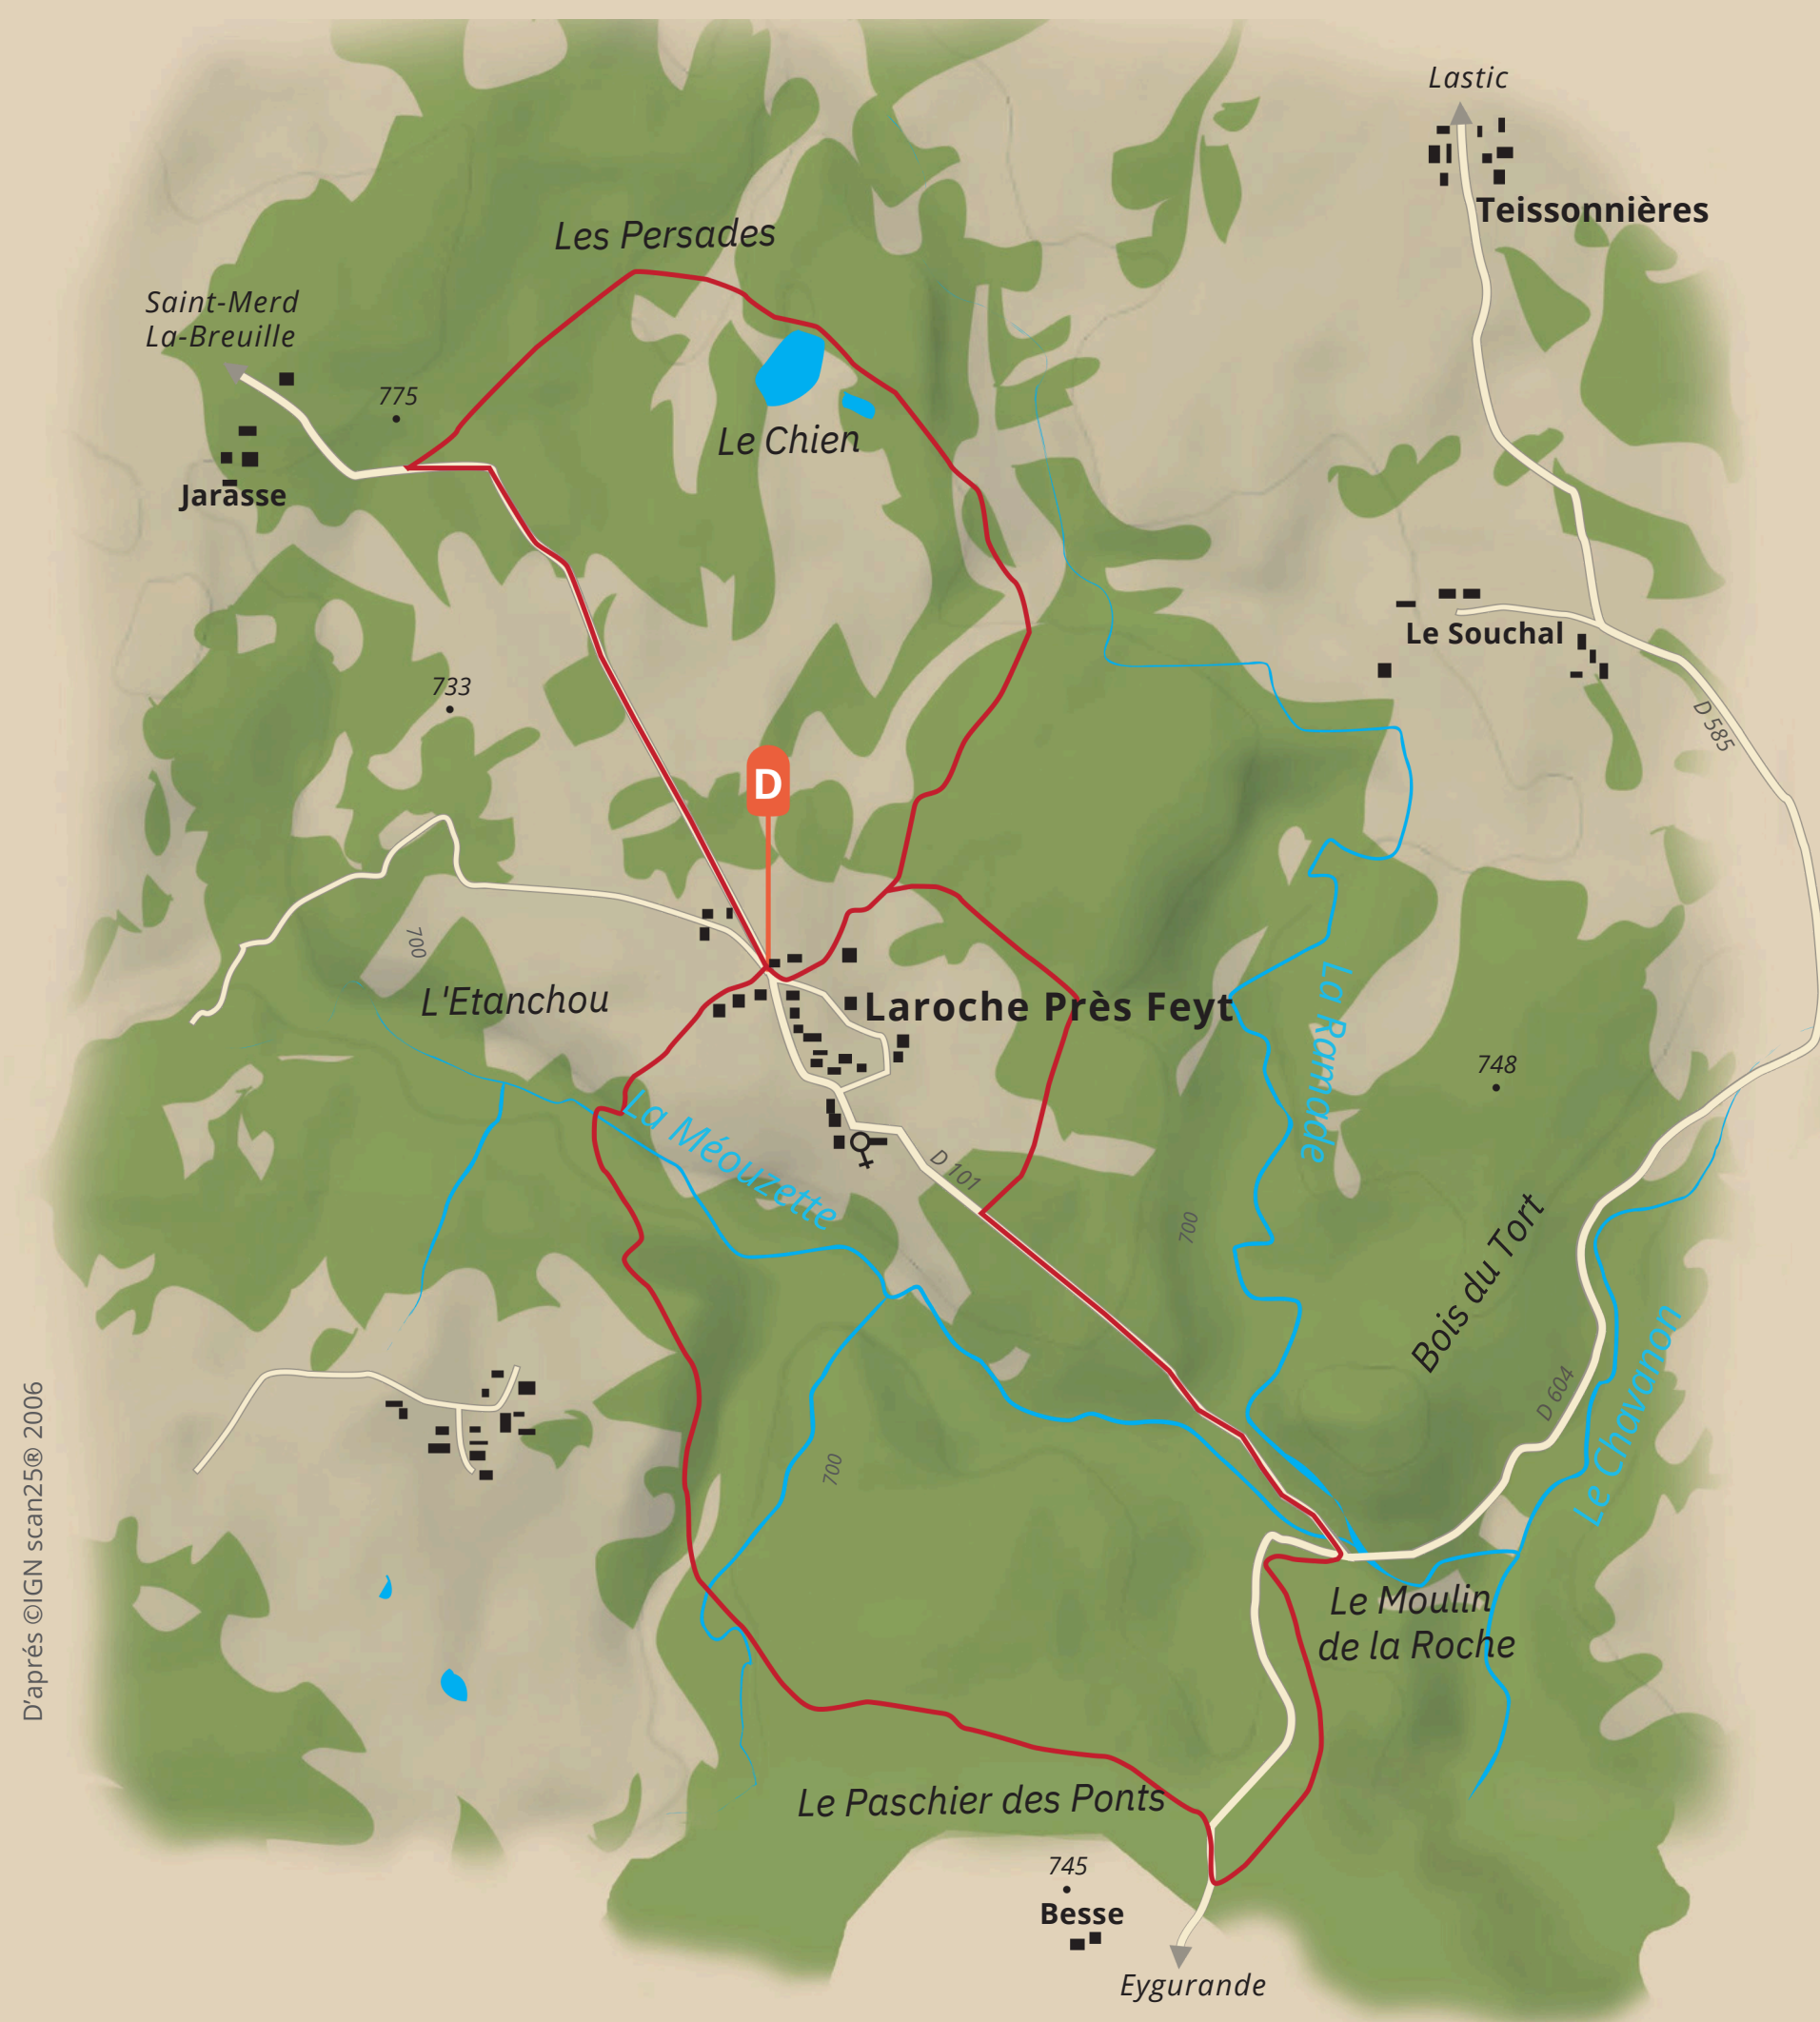 Lastic
Teissonnières
Les Persades
Saint-Merd
La-Breuille
775
Le Chien
Jarasse
Le Souchal
733
D 585
D
700
L'Etanchou
Laroche Près Feyt
La Ramade
748
La Méouzette
D 101
700
Bois du Tort
D 604
Le Chavanon
700
D'aprés ©IGN scan25® 2006
Le Moulin
de la Roche
Le Paschier des Ponts
745
Besse
Eygurande